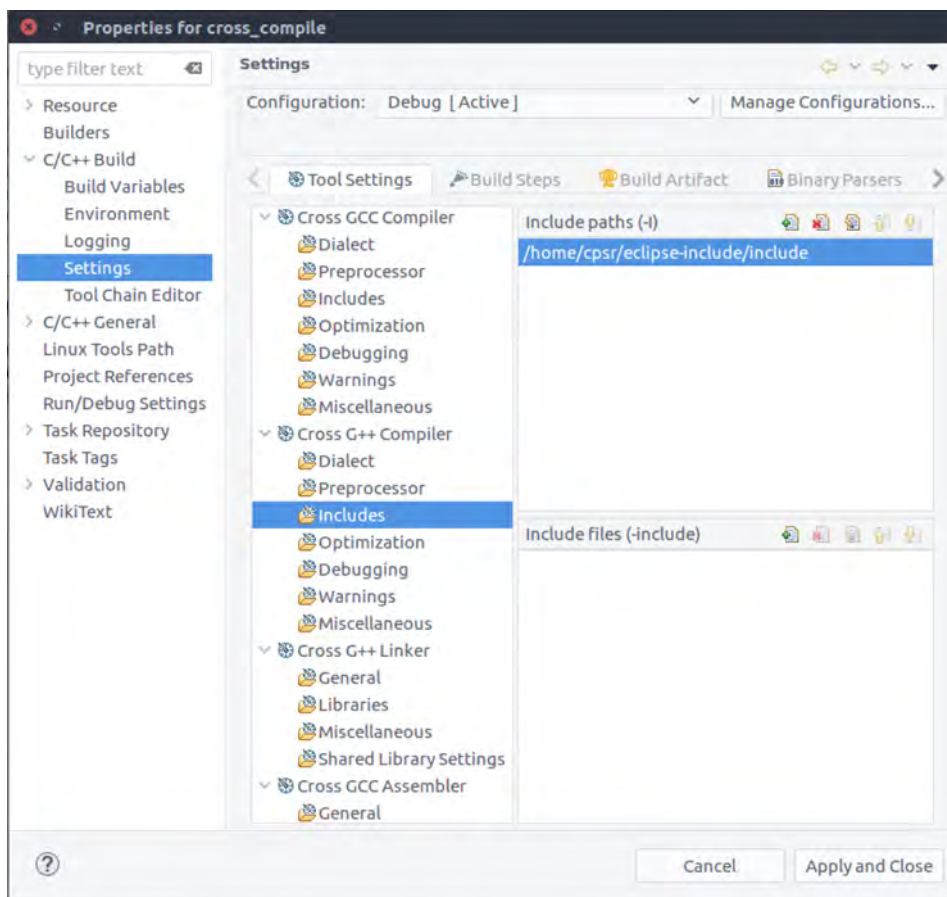 Properties for cross_compile
type filter text
Resource
Builders
C/C++ Build
Build Variables
Environment
Logging
Settings
Tool Chain Editor
C/C++ General
Linux Tools Path
Project References
Run/Debug Settings
Task Repository
Task Tags
Validation
WikiText
Settings
Configuration: Debug [ Active ]
Manage Configurations...
Tool Settings
Build Steps
Build Artifact
Binary Parsers
Cross GCC Compiler
Dialect
Preprocessor
Includes
Optimization
Debugging
Warnings
Miscellaneous
Cross G++ Compiler
Dialect
Preprocessor
Includes
Optimization
Debugging
Warnings
Miscellaneous
Cross G++ Linker
General
Libraries
Miscellaneous
Shared Library Settings
Cross GCC Assembler
General
Include paths (-I)
/home/cpsr/eclipse-include/include
Include files (-include)
?
Cancel
Apply and Close